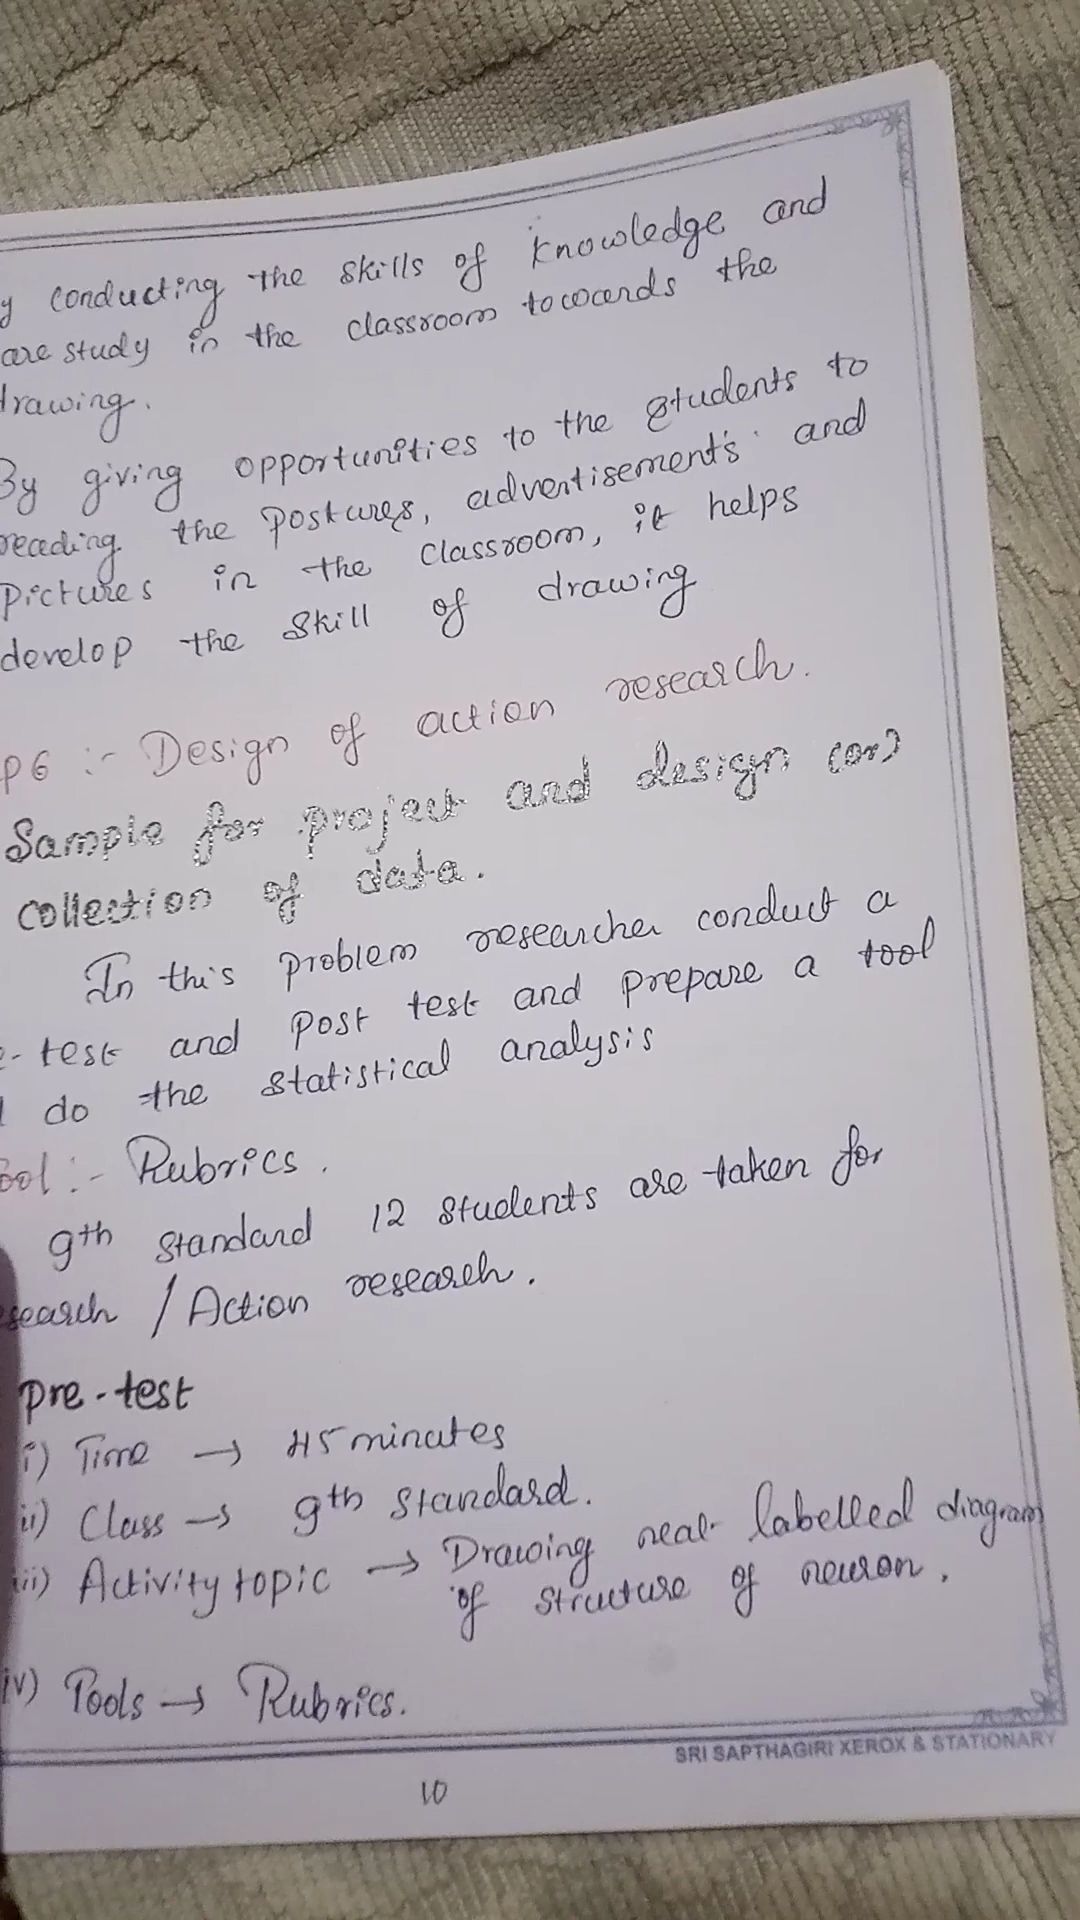 y conducting the skills of knowledge and
are study in the classroom towards the
drawing.
By giving opportunities to the students to
reading the postures, advertisements and
pictures in the classroom, it helps
develop the skill of drawing
p6 :- Design of action research.
Sample for project and design (or)
collection of data.
In this problem researcher conduct a
e-test and post test and prepare a tool
d do the statistical analysis
ool :- Rubrics.
9th standard 12 students are taken for
search / Action research.
Pre-test
i) Time → 45 minutes
ii) Class → 9th standard.
iii) Activity topic → Drawing neat labelled diagram
of structure of neuron.
iv) Tools → Rubrics.
SRI SAPTHAGIRI XEROX & STATIONARY
10